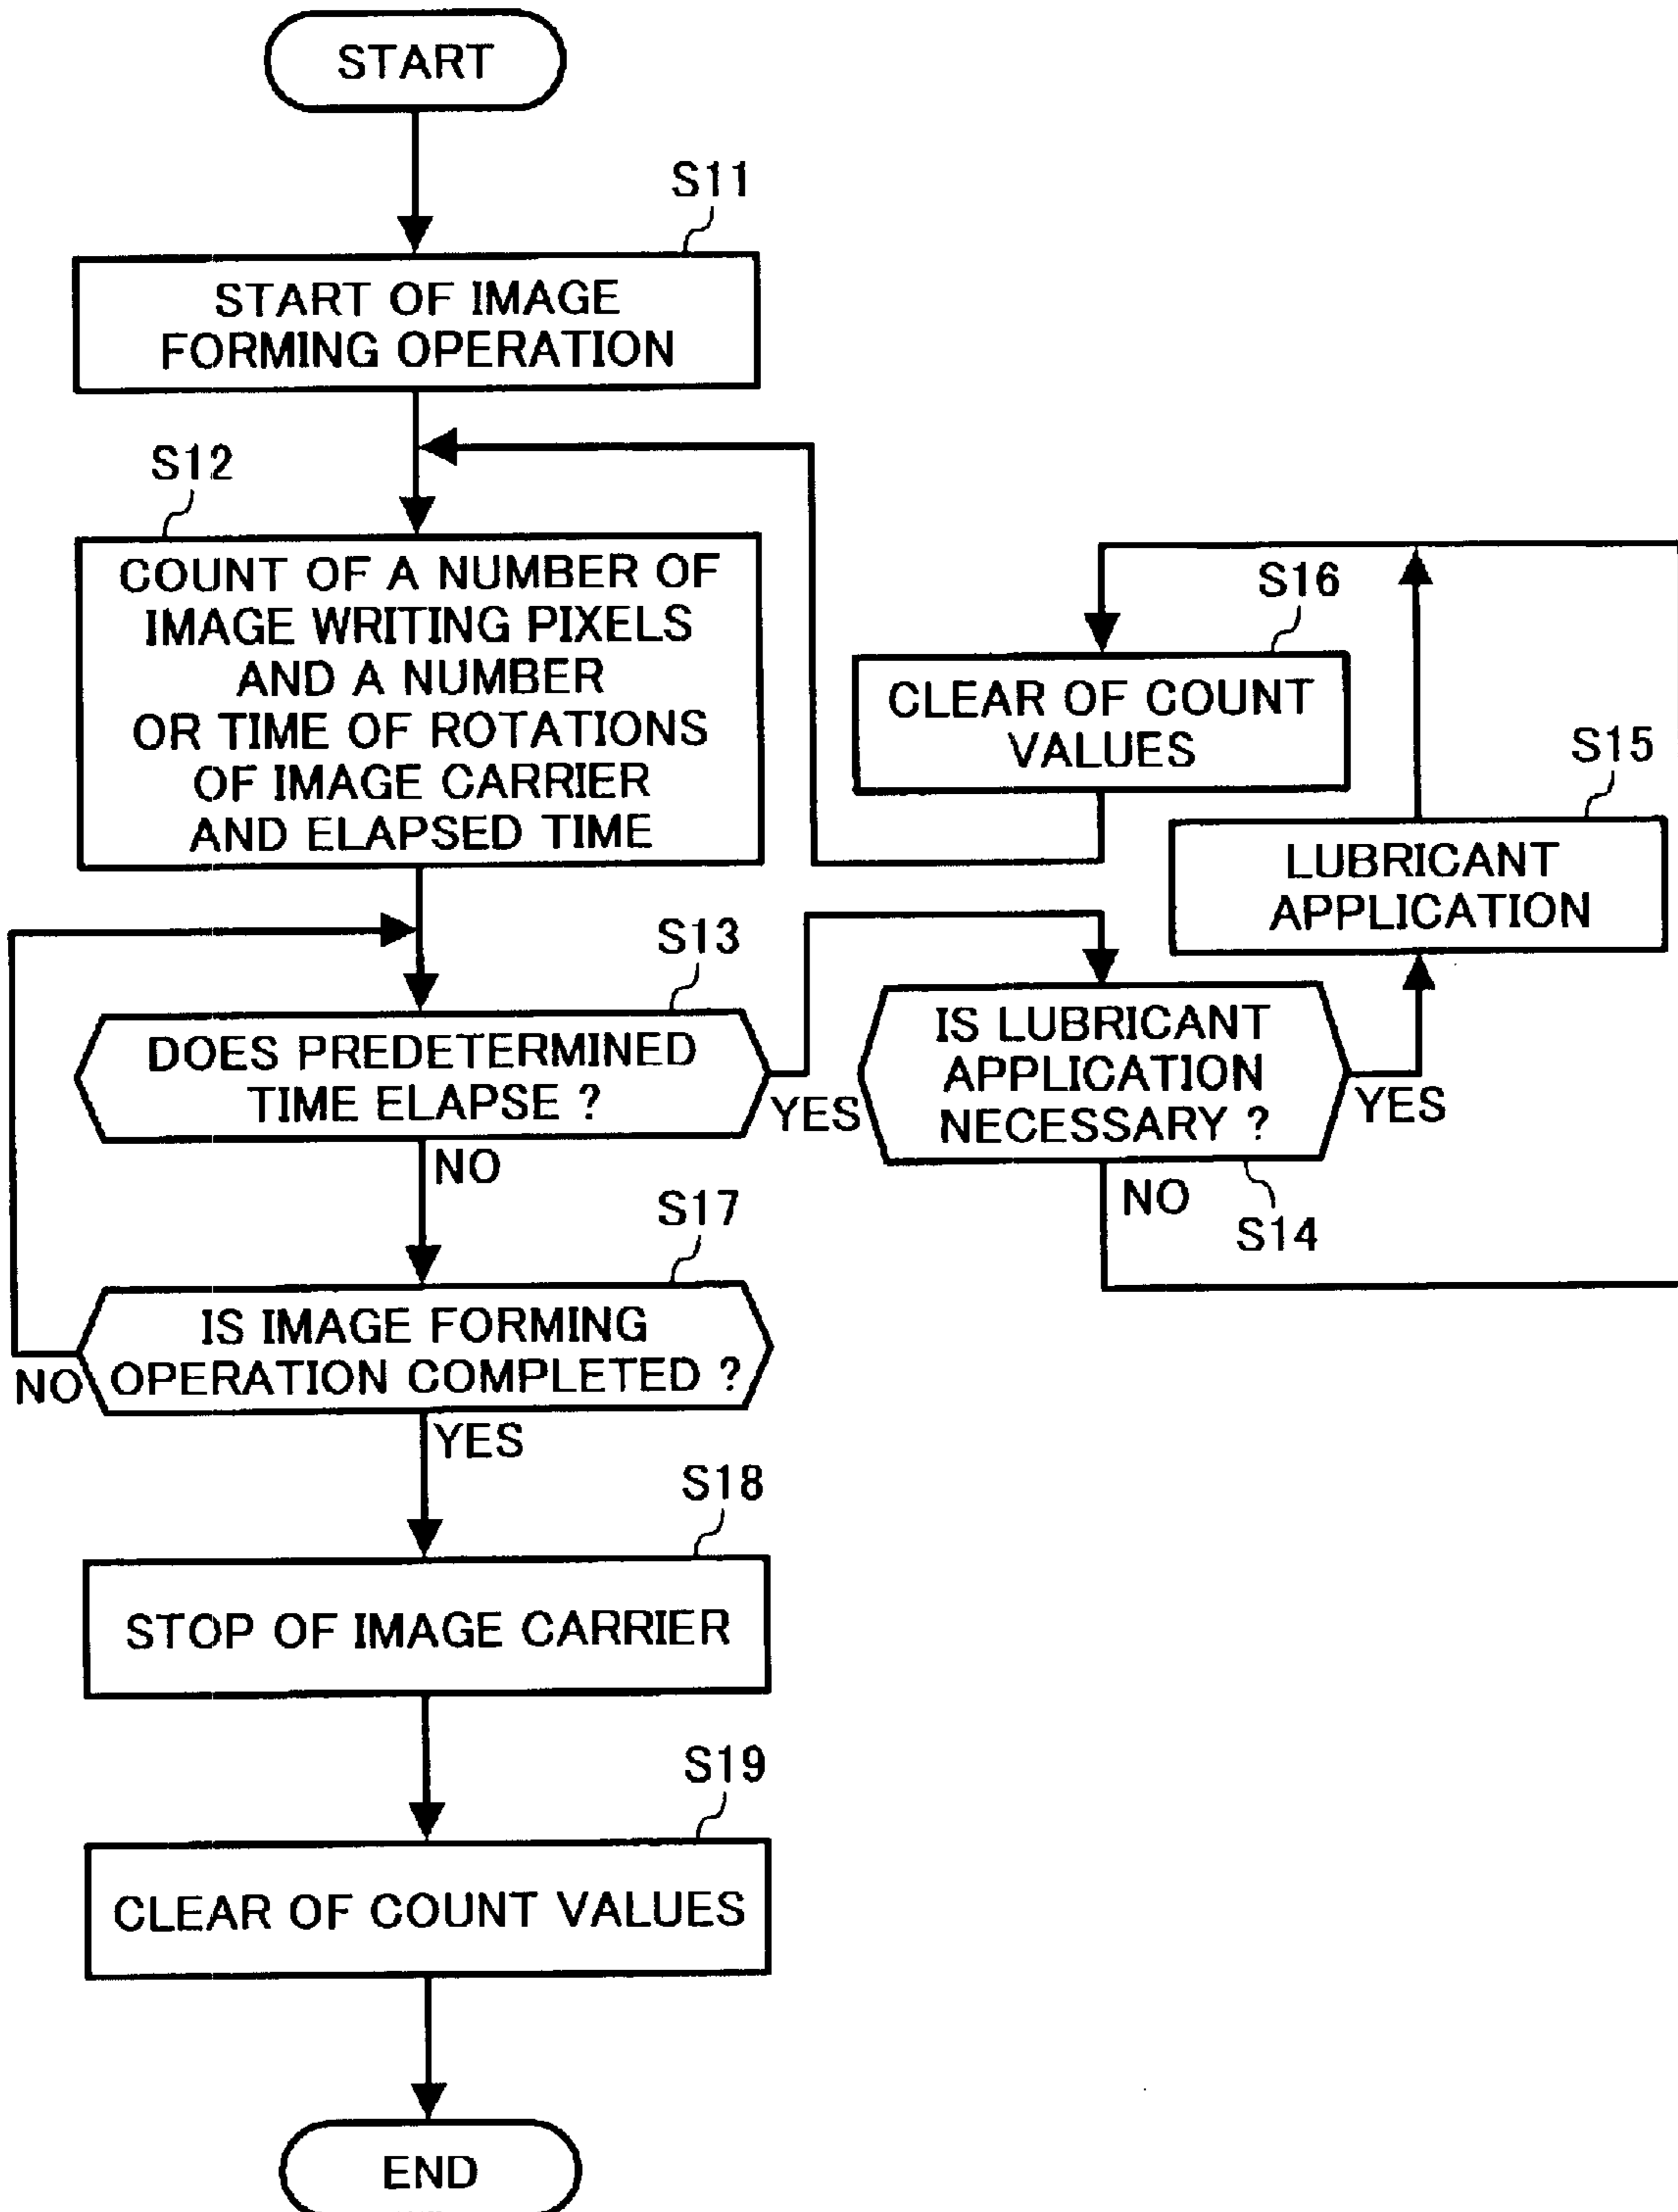 START
S11
START OF IMAGE
FORMING OPERATION
S12
COUNT OF A NUMBER OF
IMAGE WRITING PIXELS
AND A NUMBER
OR TIME OF ROTATIONS
OF IMAGE CARRIER
AND ELAPSED TIME
S16
CLEAR OF COUNT
VALUES
S15
LUBRICANT
APPLICATION
S13
DOES PREDETERMINED
TIME ELAPSE ?
YES
NO
IS LUBRICANT
APPLICATION
NECESSARY ?
YES
NO
S14
S17
IS IMAGE FORMING
OPERATION COMPLETED ?
NO
YES
S18
STOP OF IMAGE CARRIER
S19
CLEAR OF COUNT VALUES
END